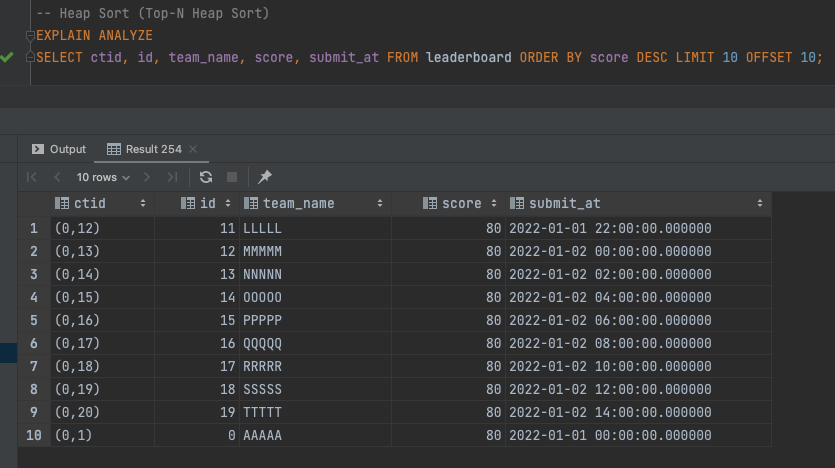 -- Heap Sort (Top-N Heap Sort)
EXPLAIN ANALYZE
SELECT ctid, id, team_name, score, submit_at FROM leaderboard ORDER BY score DESC LIMIT 10 OFFSET 10;
Output Result 254
10 rows
ctid id team_name score submit_at
1 (0,12) 11 LLLLL 80 2022-01-01 22:00:00.000000
2 (0,13) 12 MMMMM 80 2022-01-02 00:00:00.000000
3 (0,14) 13 NNNNN 80 2022-01-02 02:00:00.000000
4 (0,15) 14 OOOOO 80 2022-01-02 04:00:00.000000
5 (0,16) 15 PPPPP 80 2022-01-02 06:00:00.000000
6 (0,17) 16 QQQQQ 80 2022-01-02 08:00:00.000000
7 (0,18) 17 RRRRR 80 2022-01-02 10:00:00.000000
8 (0,19) 18 SSSSS 80 2022-01-02 12:00:00.000000
9 (0,20) 19 TTTTT 80 2022-01-02 14:00:00.000000
10 (0,1) 0 AAAAA 80 2022-01-01 00:00:00.000000